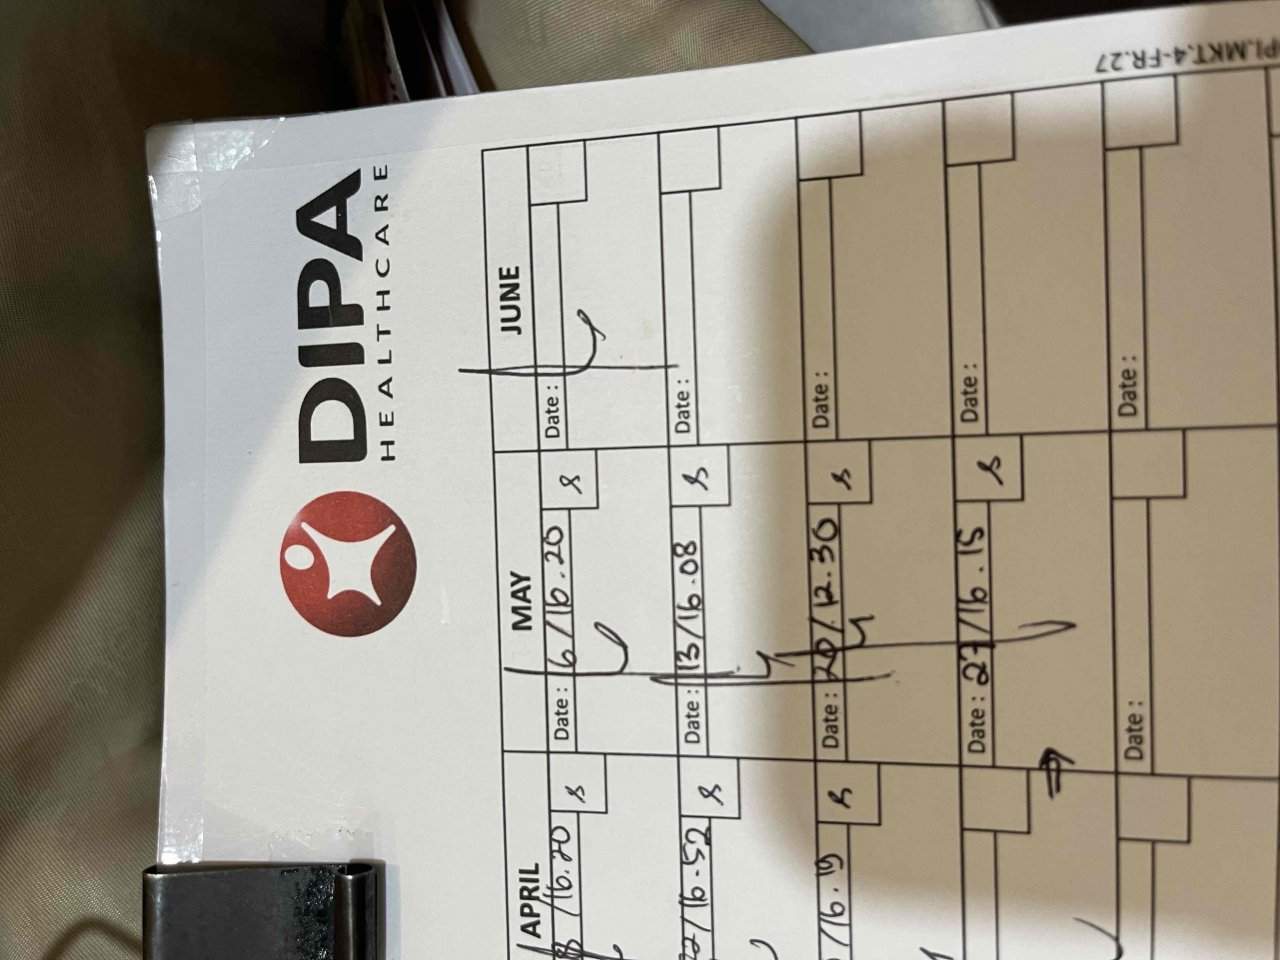 DIPA
HEALTHCARE
APRIL MAY JUNE
/16.20 s Date : 6 /16.20 s Date :
22/16.52 s Date : 13/16.08 s Date :
/16.19 s Date : 20/12.30 s Date :
Date : 27/16.15 s Date :
Date : Date :
PI.MKT.4-FR.27